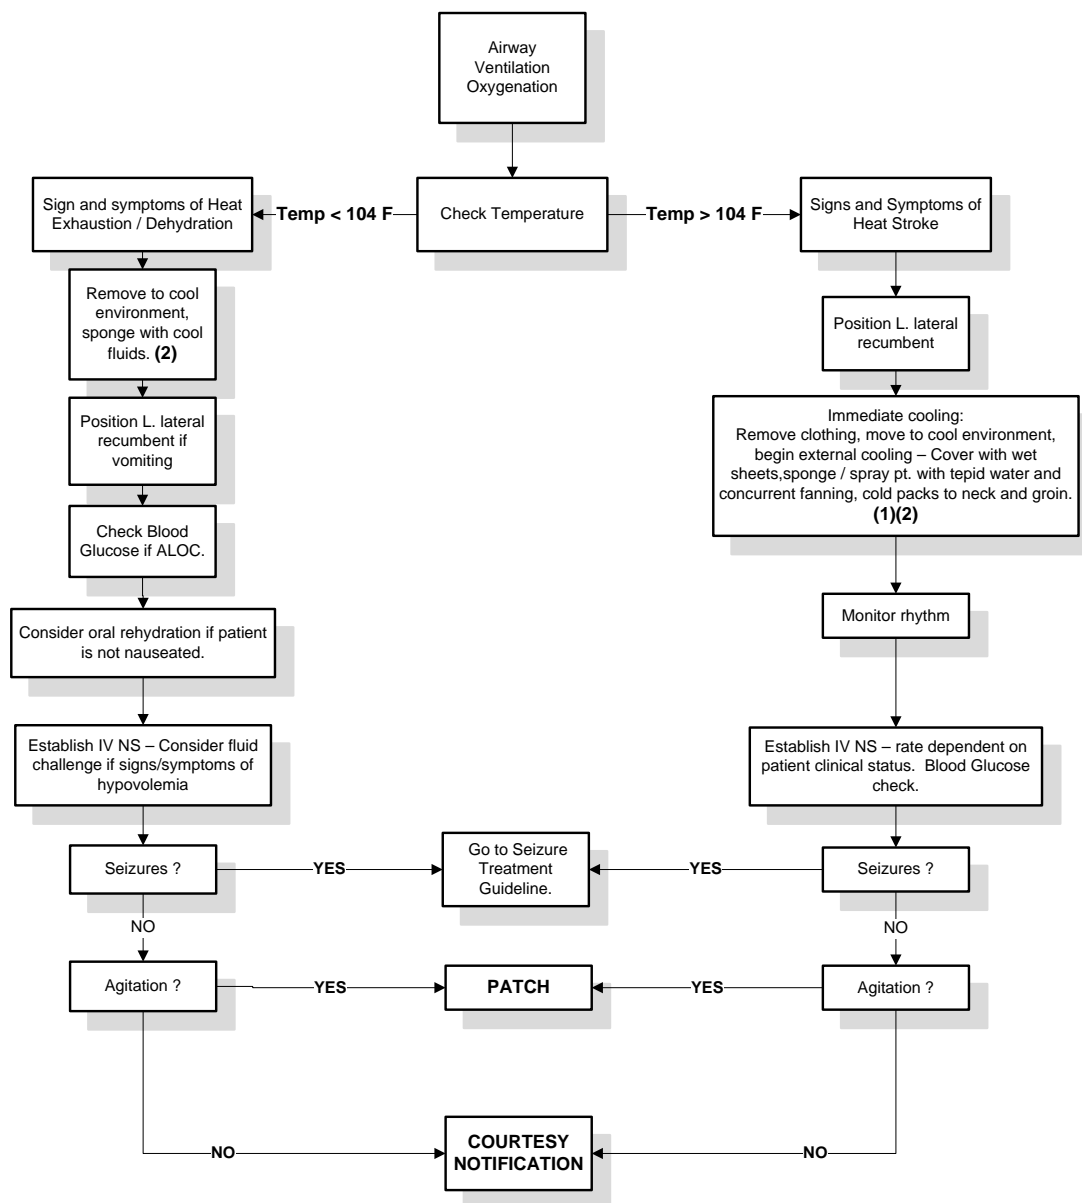 Airway
Ventilation
Oxygenation
Sign and symptoms of Heat
Exhaustion / Dehydration
Temp < 104 F
Check Temperature
Temp > 104 F
Signs and Symptoms of
Heat Stroke
Remove to cool
environment,
sponge with cool
fluids. (2)
Position L. lateral
recumbent
Position L. lateral
recumbent if
vomiting
Immediate cooling:
Remove clothing, move to cool environment,
begin external cooling – Cover with wet
sheets,sponge / spray pt. with tepid water and
concurrent fanning, cold packs to neck and groin.
(1)(2)
Check Blood
Glucose if ALOC.
Consider oral rehydration if patient
is not nauseated.
Monitor rhythm
Establish IV NS – Consider fluid
challenge if signs/symptoms of
hypovolemia
Establish IV NS – rate dependent on
patient clinical status.  Blood Glucose
check.
Seizures ?
YES
Go to Seizure
Treatment
Guideline.
YES
Seizures ?
NO
NO
Agitation ?
YES
PATCH
YES
Agitation ?
NO
COURTESY
NOTIFICATION
NO